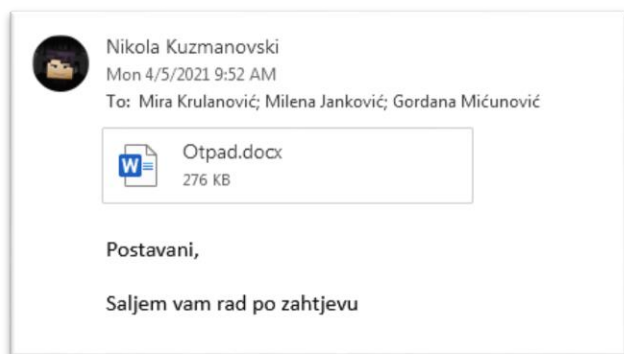 Nikola Kuzmanovski
Mon 4/5/2021 9:52 AM
To: Mira Krulanović; Milena Janković; Gordana Mićunović
Otpad.docx
276 KB
Postavani,
Saljem vam rad po zahtjevu